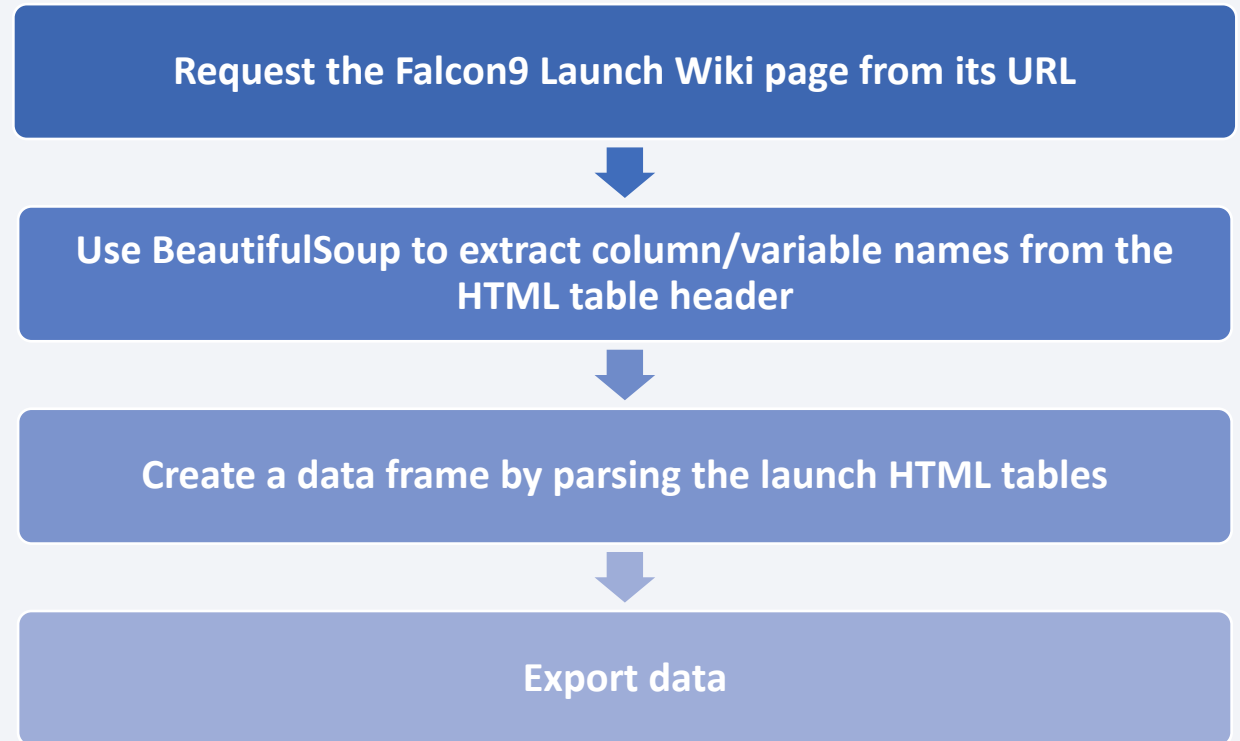 Request the Falcon9 Launch Wiki page from its URL
Use BeautifulSoup to extract column/variable names from the
HTML table header
Create a data frame by parsing the launch HTML tables
Export data